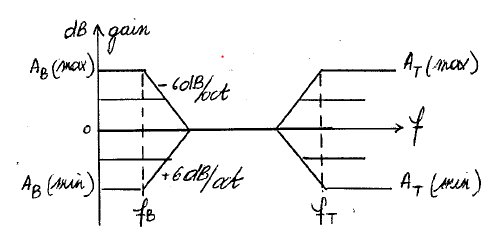 dB gain
A_B (max)
A_T (max)
- 6dB/oct
0
f
A_B (min)
+6dB/oct
A_T (min)
f_B
f_T